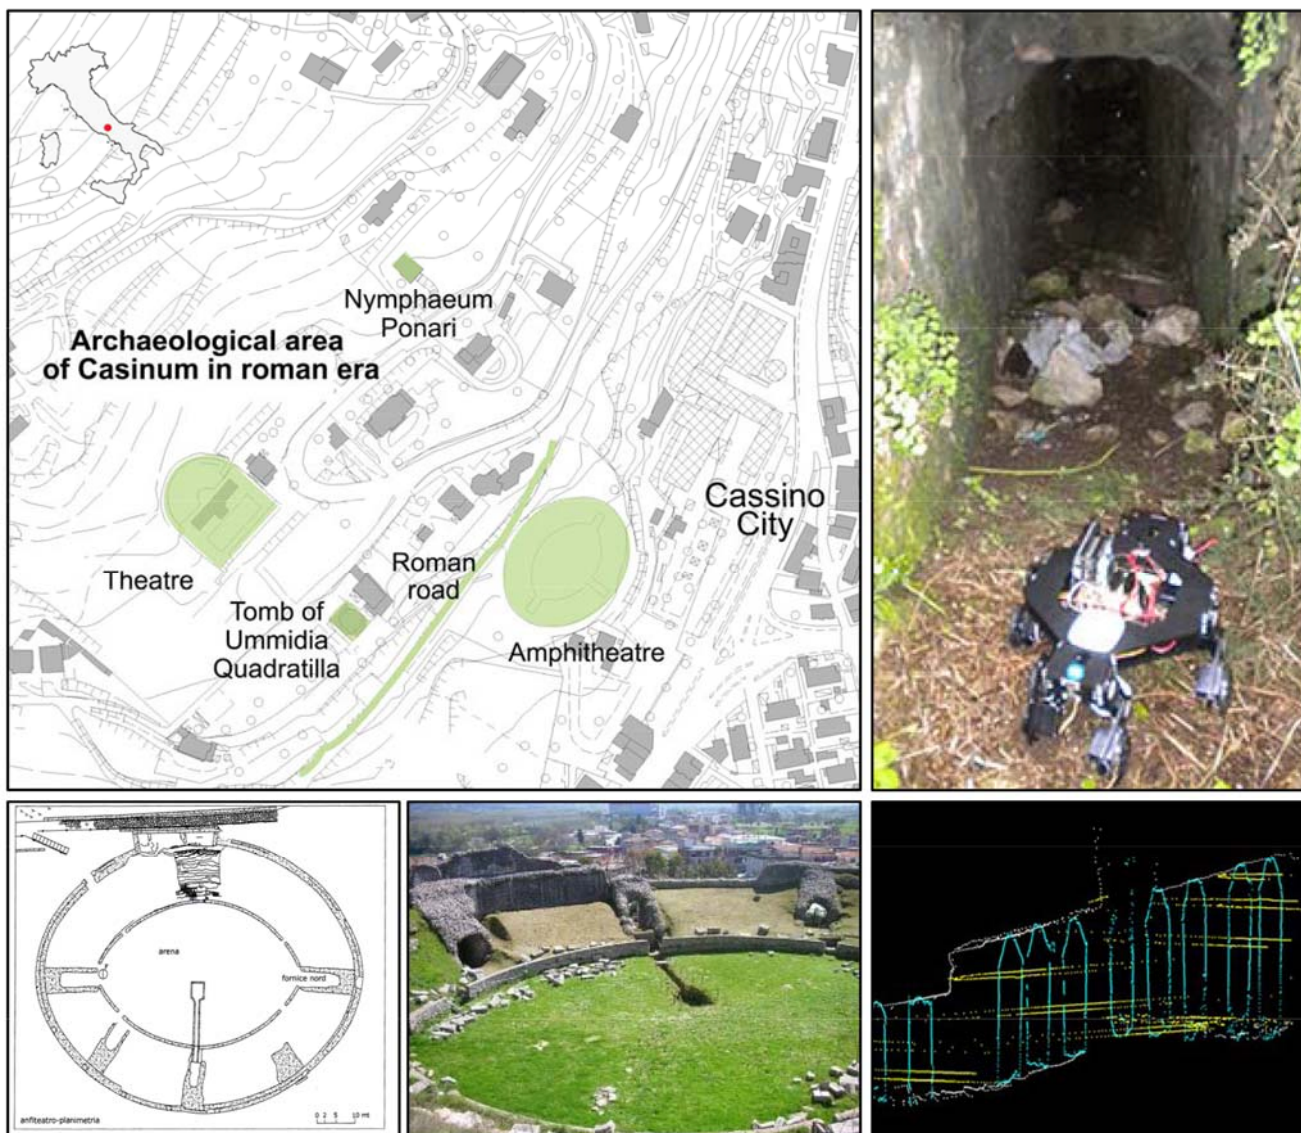 Nymphaeum
Ponari
Archaeological area
of Casinum in roman era
Cassino
City
Theatre
Roman
road
Tomb of
Ummidia
Quadratilla
Amphitheatre
arena
fornice nord
anfiteatro-planimetria
0 2 5 10 mt